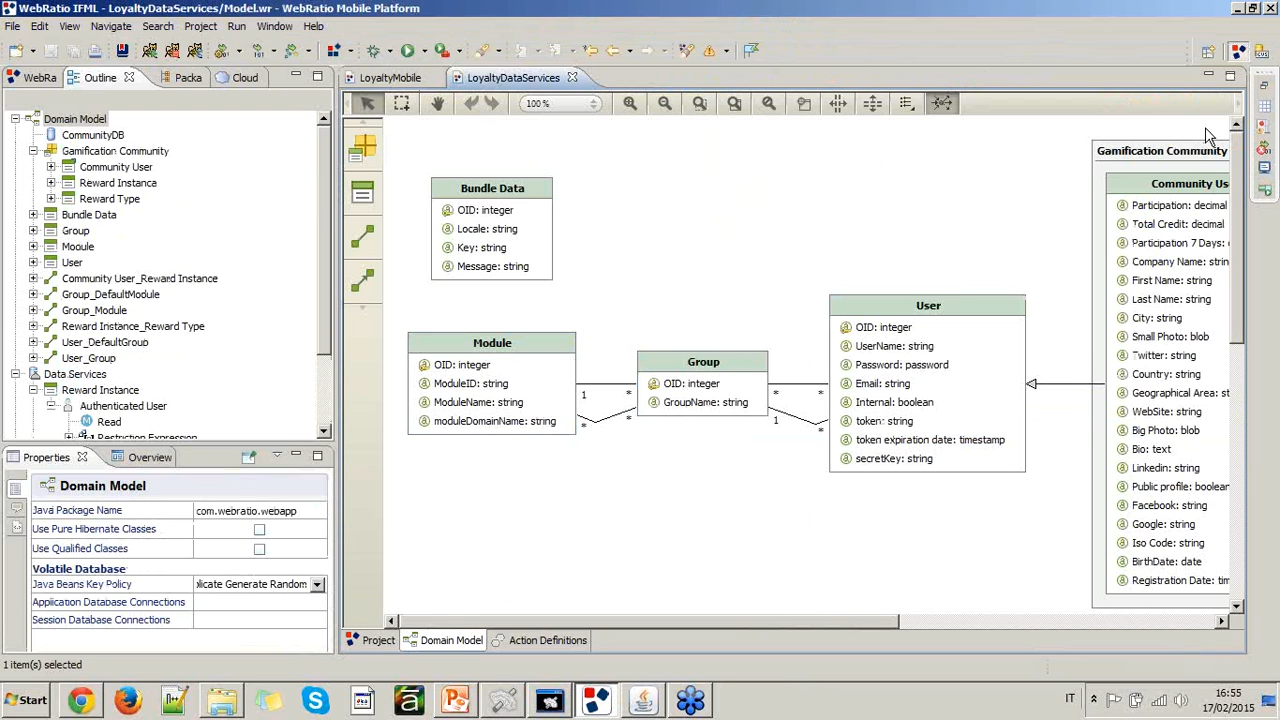 WebRatio IFML - LoyaltyDataServices/Model.wr - WebRatio Mobile Platform
File Edit View Navigate Search Project Run Window Help
WebRa Outline Packa Cloud
LoyaltyMobile LoyaltyDataServices
100 %
Domain Model
CommunityDB
Gamification Community
Community User
Reward Instanca
Reward Type
Bundle Data
Group
Mooule
User
Community User_Reward Instance
Group_DefaultModule
Group_Module
Reward Instance_Reward Type
User_DefaultGroup
User_Group
Data Services
Reward Instance
Authenticated User
Read
Restriction Expression
Bundle Data
OID: integer
Locale: string
Key: string
Message: string
Module
OID: integer
ModuleID: string
ModuleName: string
moduleDomainName: string
1 *
* *
Group
OID: integer
GroupName: string
* *
1 *
User
OID: integer
UserName: string
Password: password
Email: string
Internal: boolean
token: string
token expiration date: timestamp
secretKey: string
Gamification Community
Community Use
Participation: decimal
Total Credit: decimal
Participation 7 Days: d
Company Name: strin
First Name: string
Last Name: string
City: string
Small Photo: blob
Twitter: string
Country: string
Geographical Area: st
WebSite: string
Big Photo: blob
Bio: text
Linkedin: string
Public profile: boolean
Facebook: string
Google: string
Iso Code: string
BirthDate: date
Registration Date: tim
Properties Overview
Domain Model
Java Package Name com.webratio.webapp
Use Pure Hibernate Classes
Use Qualified Classes
Volatile Database
Java Beans Key Policy plicate Generate Random
Application Database Connections
Session Database Connections
Project Domain Model Action Definitions
1 item(s) selected
Start
IT
16:55
17/02/2015